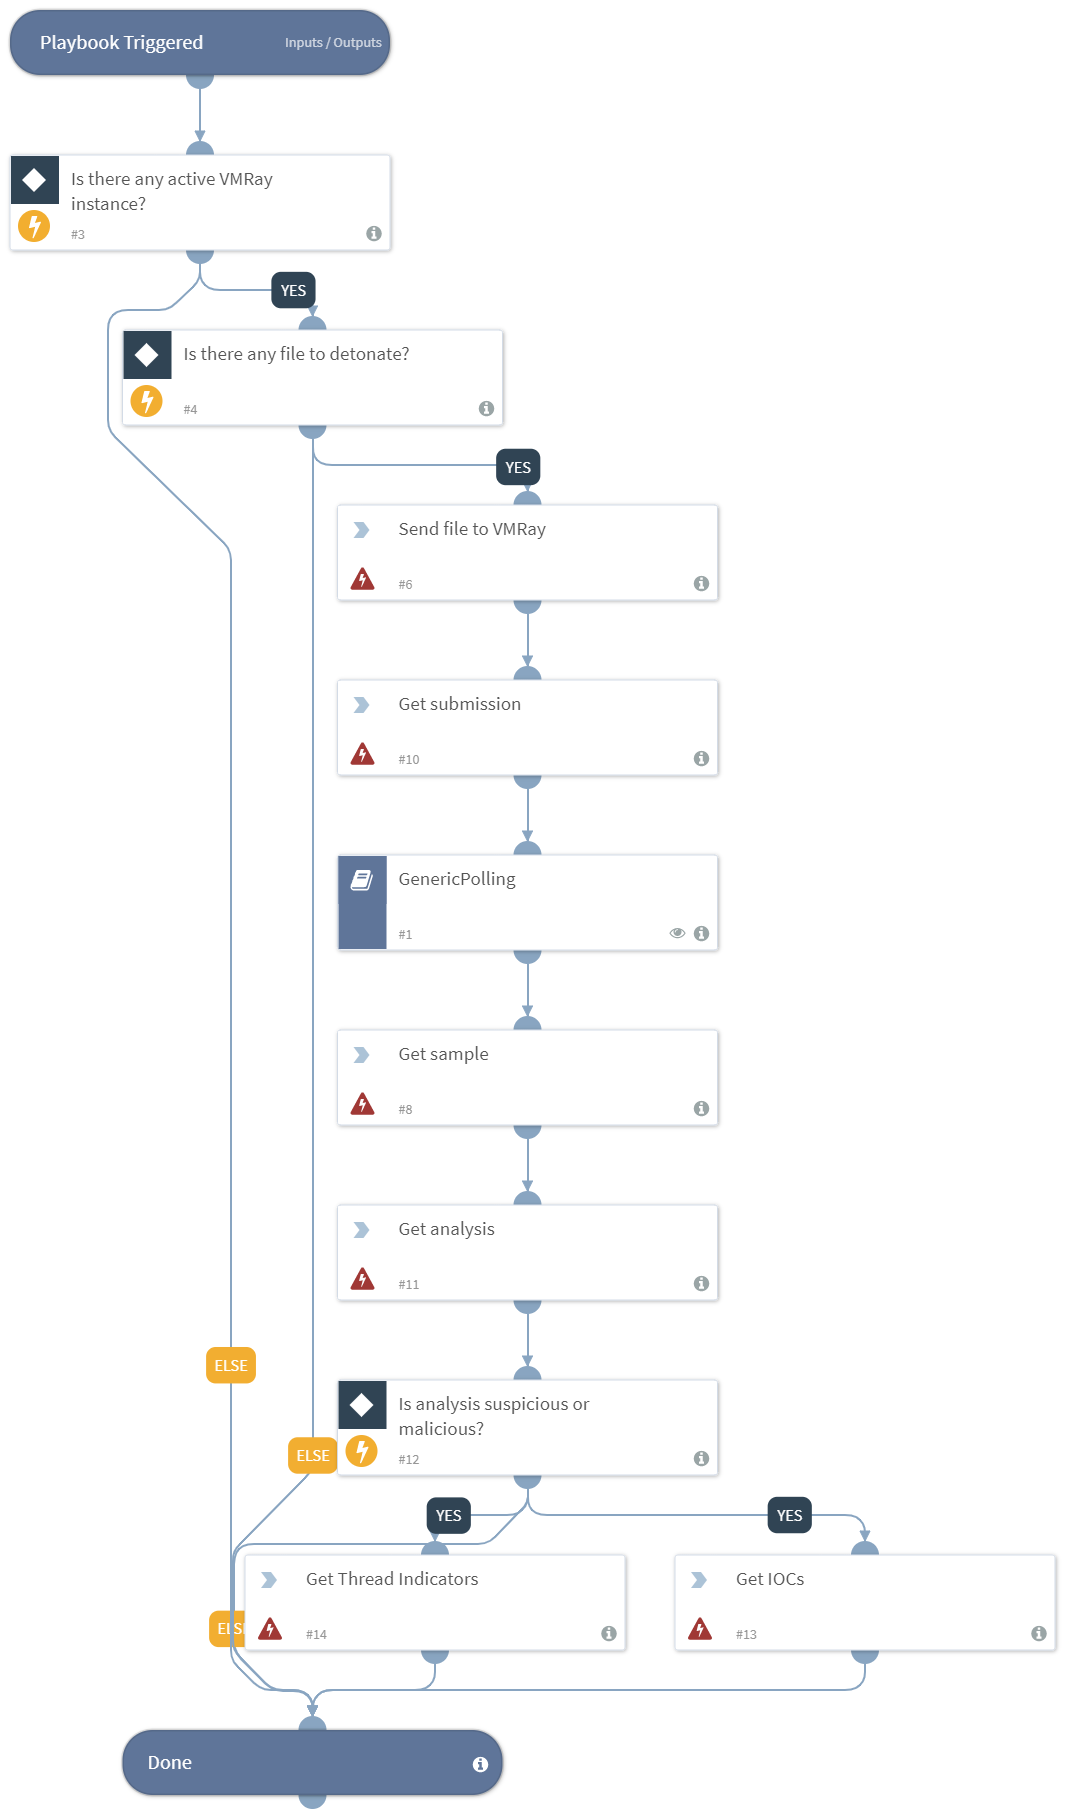 Playbook Triggered
Inputs / Outputs
Is there any active VMRay
instance?
#3
YES
Is there any file to detonate?
#4
YES
Send file to VMRay
#6
Get submission
#10
GenericPolling
#1
Get sample
#8
Get analysis
#11
ELSE
Is analysis suspicious or
malicious?
#12
ELSE
YES
YES
Get Thread Indicators
#14
ELSE
Get IOCs
#13
Done